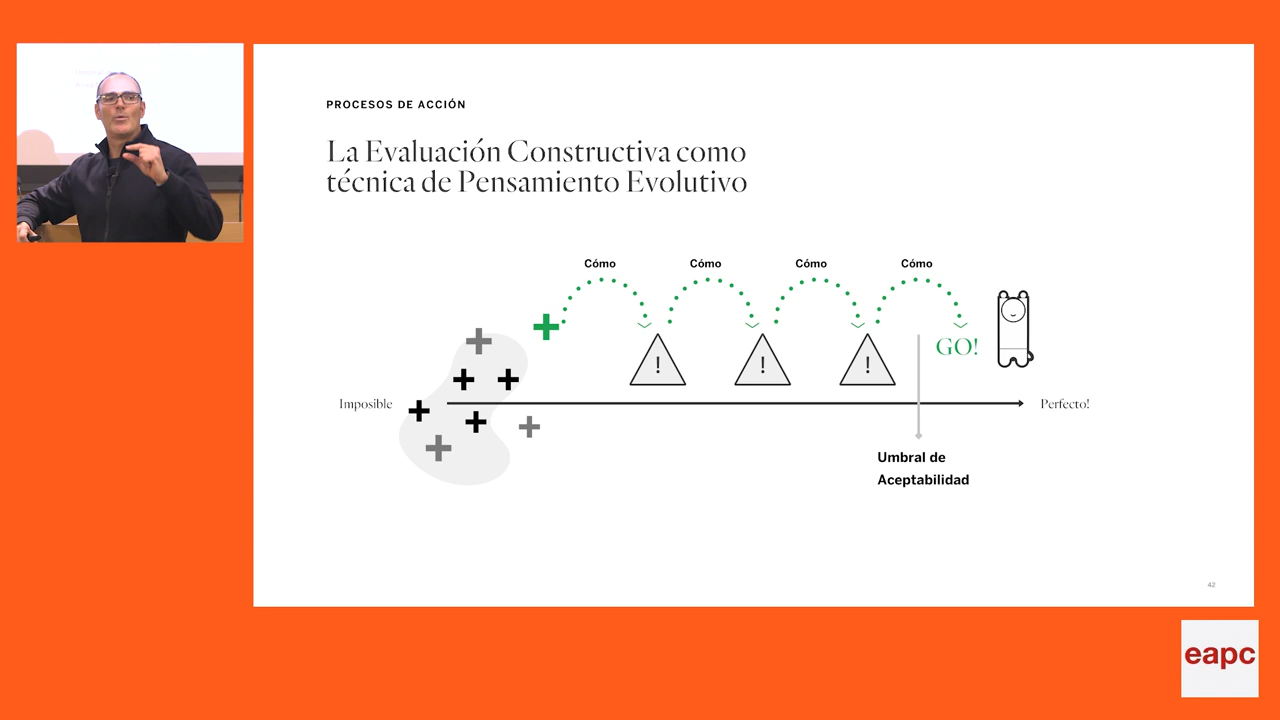 PROCESOS DE ACCIÓN
La Evaluación Constructiva como
técnica de Pensamiento Evolutivo
Cómo
Cómo
Cómo
Cómo
!
!
!
GO!
Imposible
Perfecto!
Umbral de
Aceptabilidad
42
eapc